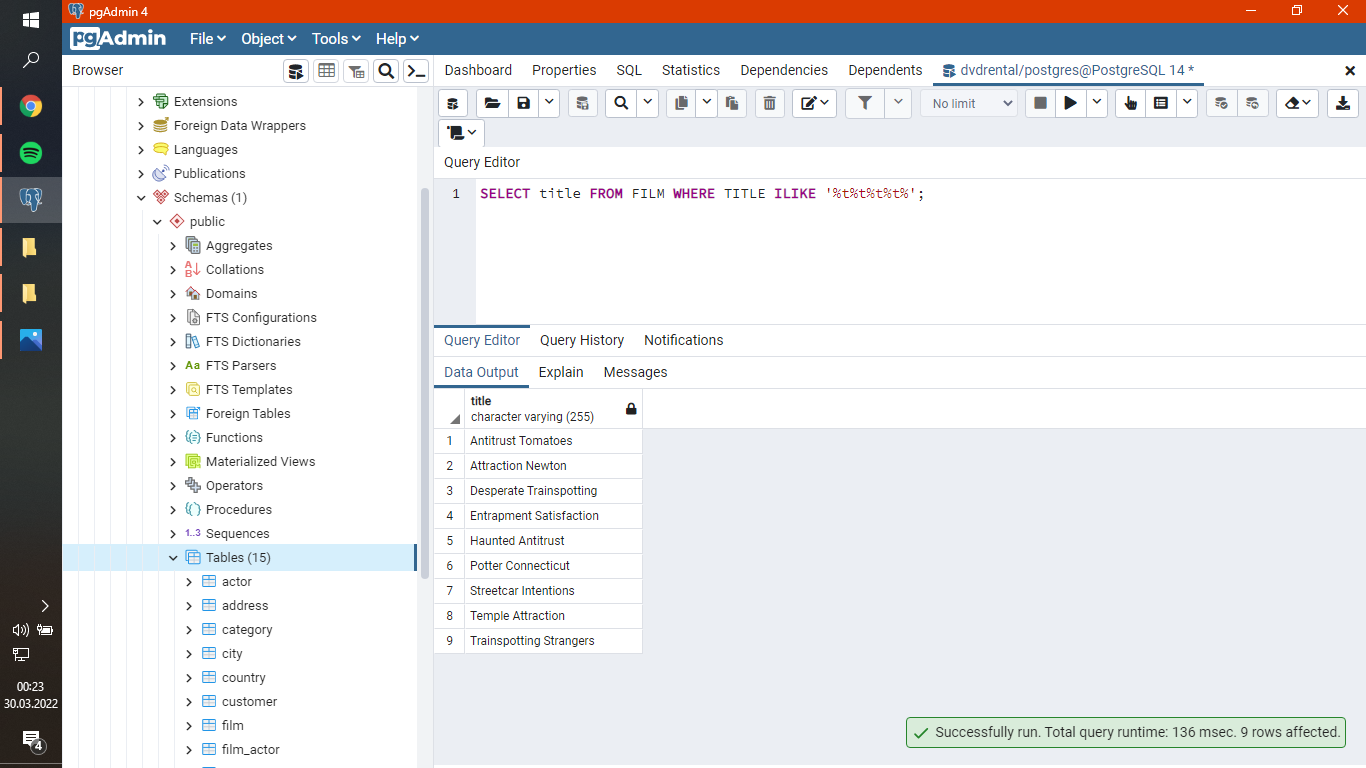 pgAdmin 4
pgAdmin File Object Tools Help
Browser
Dashboard Properties SQL Statistics Dependencies Dependents dvdrental/postgres@PostgreSQL 14 *
No limit
Extensions
Foreign Data Wrappers
Languages
Publications
Schemas (1)
public
Aggregates
Collations
Domains
FTS Configurations
FTS Dictionaries
Aa FTS Parsers
FTS Templates
Foreign Tables
Functions
Materialized Views
Operators
Procedures
1..3 Sequences
Tables (15)
actor
address
category
city
country
customer
film
film_actor
Query Editor
1 SELECT title FROM FILM WHERE TITLE ILIKE '%t%t%t%t%';
Query Editor Query History Notifications
Data Output Explain Messages
title
character varying (255)
1 Antitrust Tomatoes
2 Attraction Newton
3 Desperate Trainspotting
4 Entrapment Satisfaction
5 Haunted Antitrust
6 Potter Connecticut
7 Streetcar Intentions
8 Temple Attraction
9 Trainspotting Strangers
Successfully run. Total query runtime: 136 msec. 9 rows affected.
00:23
30.03.2022
4